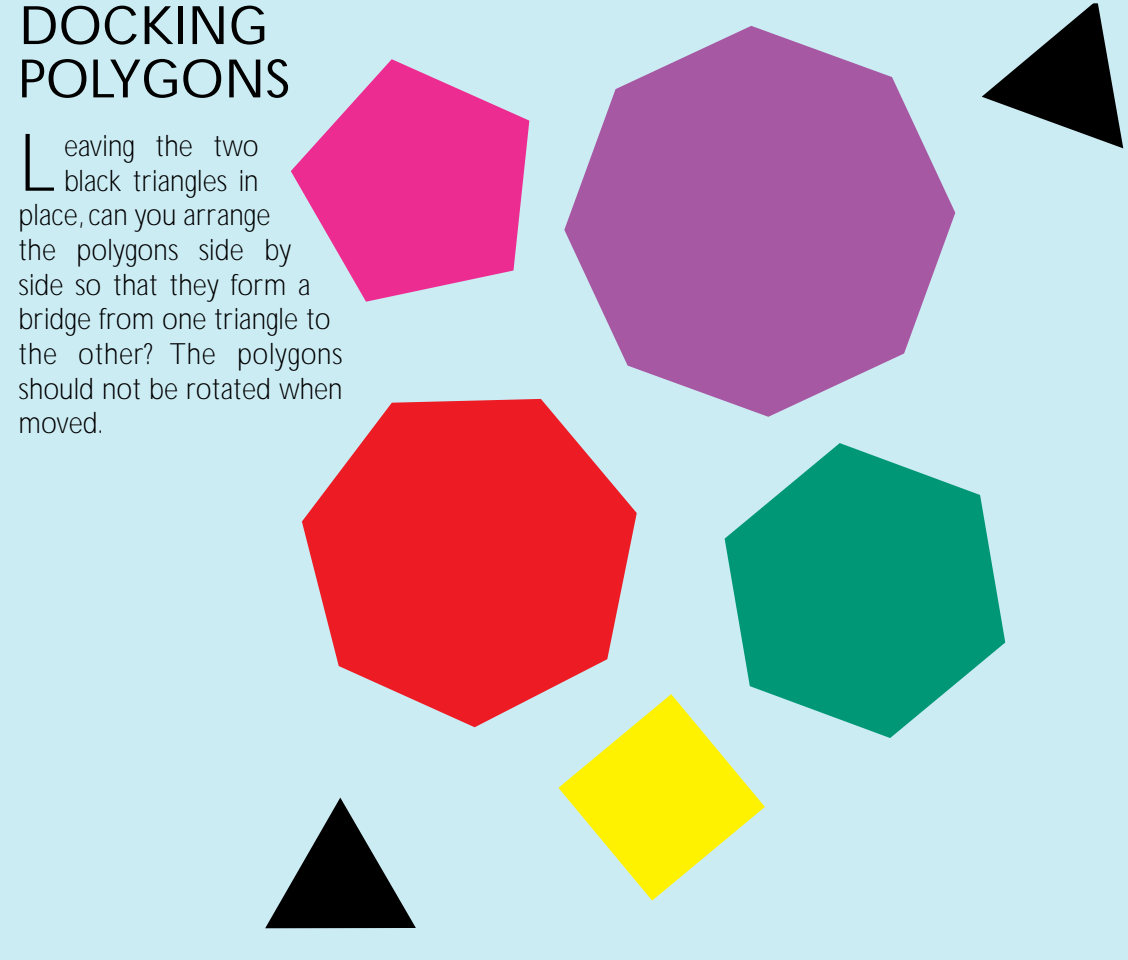 DOCKING
POLYGONS
Leaving the two
black triangles in
place, can you arrange
the polygons side by
side so that they form a
bridge from one triangle to
the other? The polygons
should not be rotated when
moved.